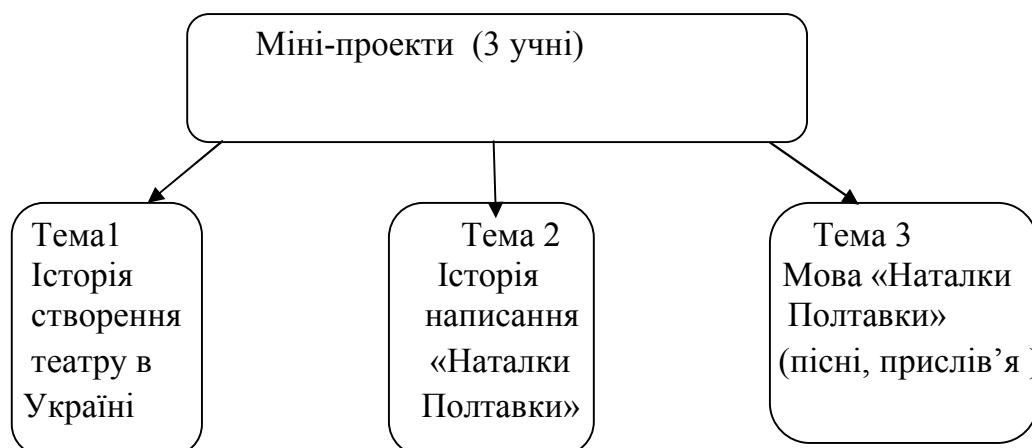 Міні-проекти (3 учні)
Тема1
Історія
створення
театру в
Україні
Тема 2
Історія
написання
«Наталки
Полтавки»
Тема 3
Мова «Наталки
Полтавки»
(пісні, прислів’я )